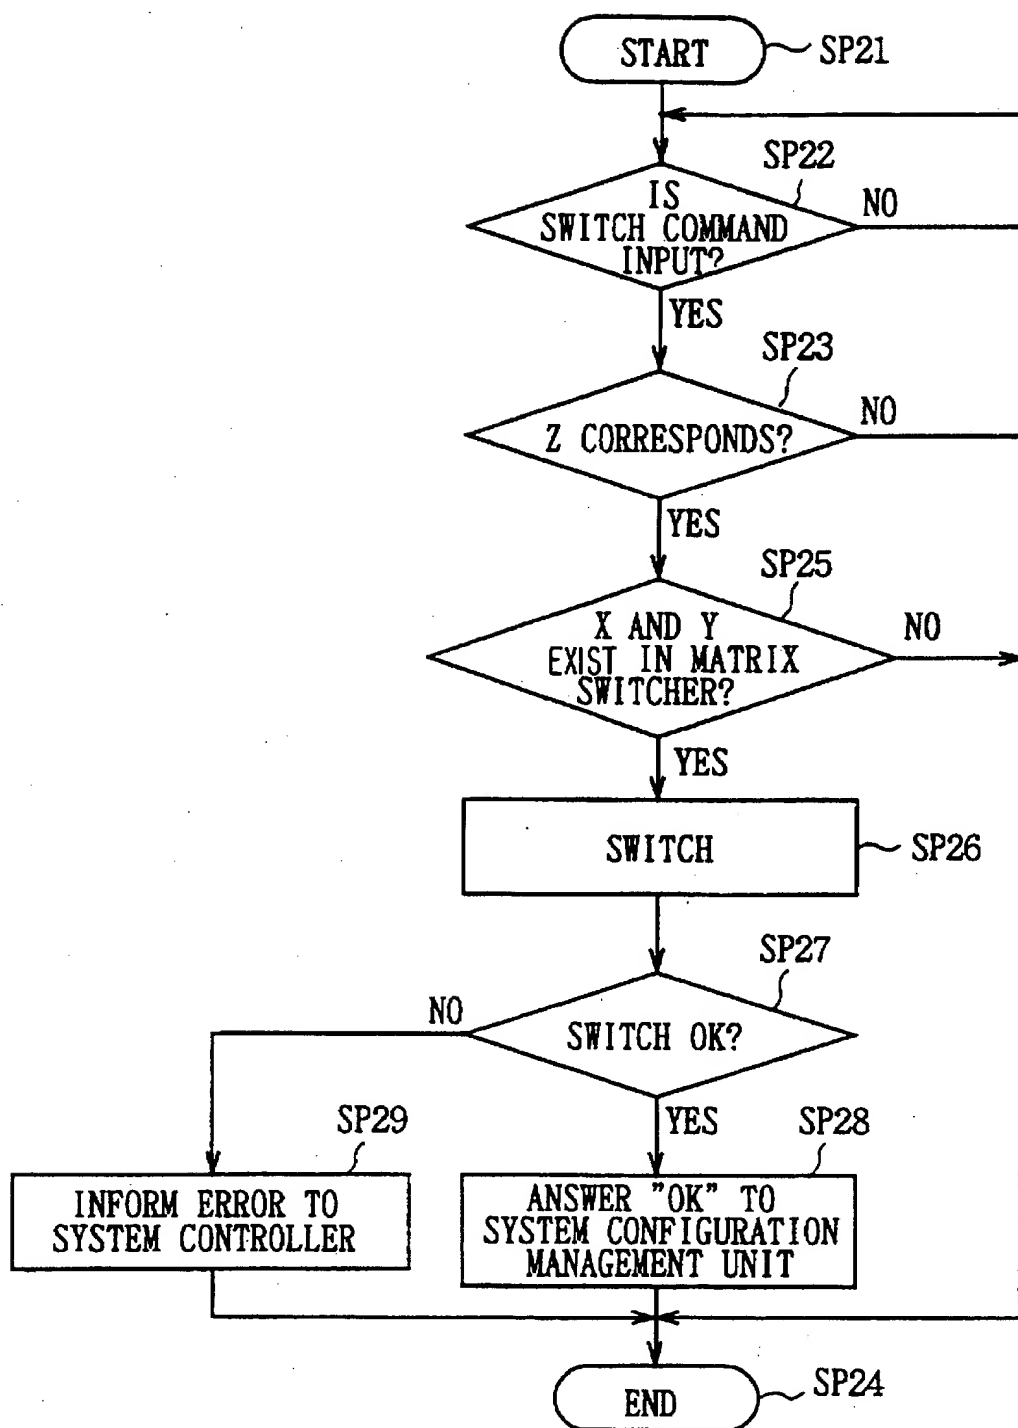 START
SP21
SP22
IS
SWITCH COMMAND
INPUT?
NO
YES
SP23
Z CORRESPONDS?
NO
YES
SP25
X AND Y
EXIST IN MATRIX
SWITCHER?
NO
YES
SWITCH
SP26
SP27
SWITCH OK?
NO
YES
SP29
INFORM ERROR TO
SYSTEM CONTROLLER
SP28
ANSWER "OK" TO
SYSTEM CONFIGURATION
MANAGEMENT UNIT
END
SP24